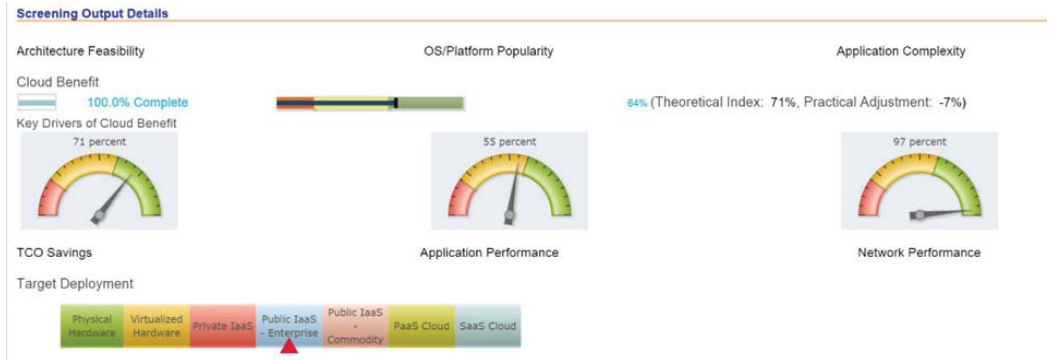 Screening Output Details
Architecture Feasibility OS/Platform Popularity Application Complexity
Cloud Benefit
100.0% Complete 64% (Theoretical Index: 71%, Practical Adjustment: -7%)
Key Drivers of Cloud Benefit
71 percent 55 percent 97 percent
TCO Savings Application Performance Network Performance
Target Deployment
Physical Hardware Virtualized Hardware Private IaaS Public IaaS - Enterprise Public IaaS - Commodity PaaS Cloud SaaS Cloud